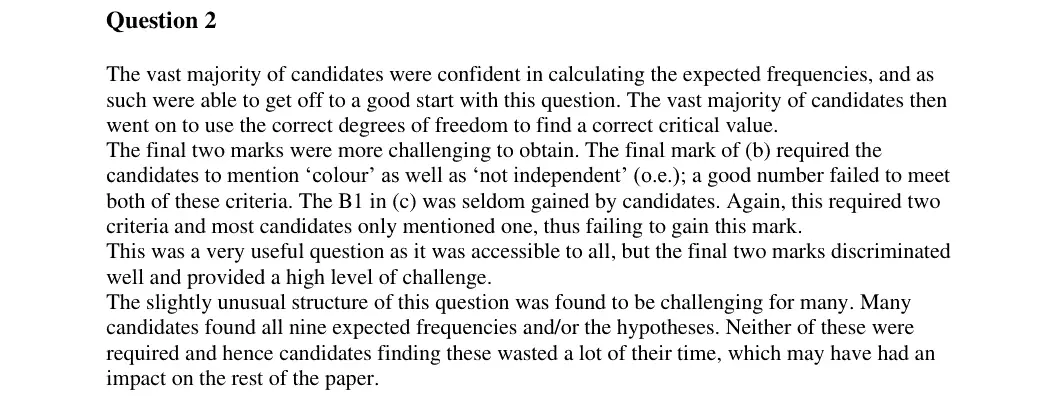 Question 2
The vast majority of candidates were confident in calculating the expected frequencies, and as
such were able to get off to a good start with this question. The vast majority of candidates then
went on to use the correct degrees of freedom to find a correct critical value.
The final two marks were more challenging to obtain. The final mark of (b) required the
candidates to mention ‘colour’ as well as ‘not independent’ (o.e.); a good number failed to meet
both of these criteria. The B1 in (c) was seldom gained by candidates. Again, this required two
criteria and most candidates only mentioned one, thus failing to gain this mark.
This was a very useful question as it was accessible to all, but the final two marks discriminated
well and provided a high level of challenge.
The slightly unusual structure of this question was found to be challenging for many. Many
candidates found all nine expected frequencies and/or the hypotheses. Neither of these were
required and hence candidates finding these wasted a lot of their time, which may have had an
impact on the rest of the paper.